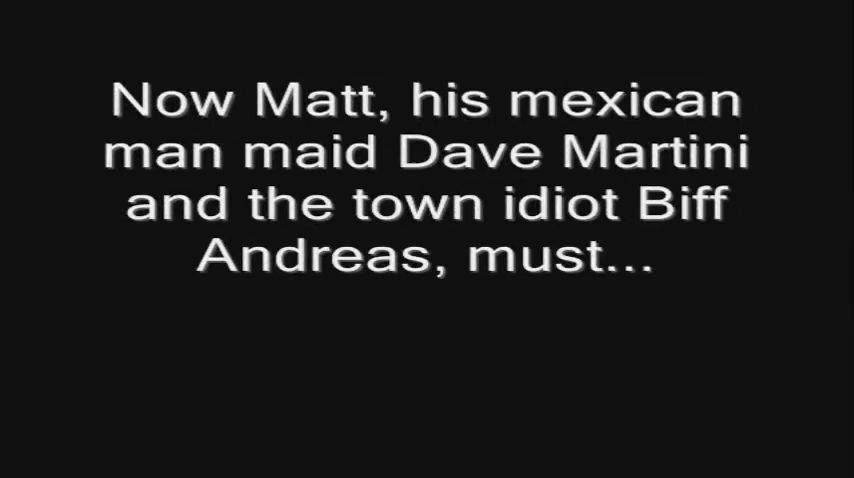 Now Matt, his mexican
man maid Dave Martini
and the town idiot Biff
Andreas, must...